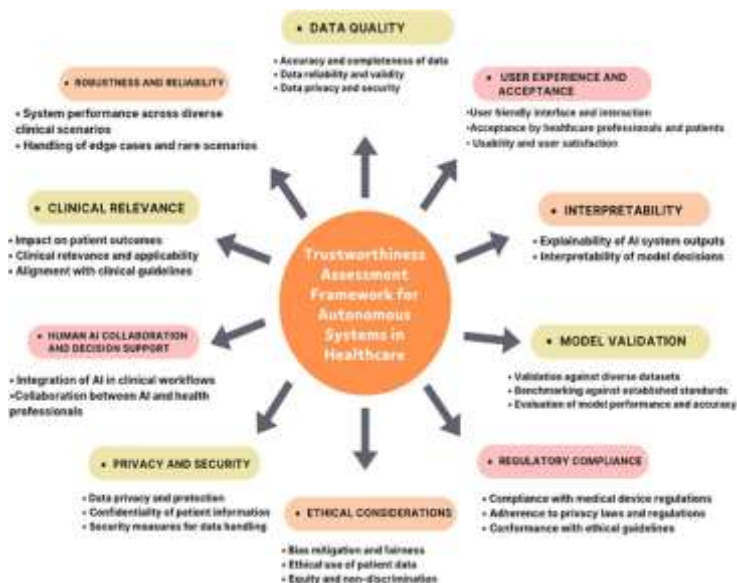 • DATA QUALITY
• Accuracy and completeness of data
• Data reliability and validity
• Data privacy and security
• ROBUSTNESS AND RELIABILITY
• System performance across diverse
clinical scenarios
• Handling of edge cases and rare scenarios
• USER EXPERIENCE AND
ACCEPTANCE
•User friendly interface and interaction
•Acceptance by healthcare professionals and patients
• Usability and user satisfaction
• CLINICAL RELEVANCE
• Impact on patient outcomes
• Clinical relevance and applicability
• Alignment with clinical guidelines
• INTERPRETABILITY
• Explainability of AI system outputs
• Interpretability of model decisions
Trustworthiness
Assessment
Framework for
Autonomous
Systems in
Healthcare
• HUMAN AI COLLABORATION
AND DECISION SUPPORT
• Integration of AI in clinical workflows
•Collaboration between AI and health
professionals
• MODEL VALIDATION
• Validation against diverse datasets
• Benchmarking against established standards
• Evaluation of model performance and accuracy
• PRIVACY AND SECURITY
• Data privacy and protection
• Confidentiality of patient information
• Security measures for data handling
• REGULATORY COMPLIANCE
• Compliance with medical device regulations
• Adherence to privacy laws and regulations
• Conformance with ethical guidelines
• ETHICAL CONSIDERATIONS
• Bias mitigation and fairness
• Ethical use of patient data
• Equity and non-discrimination